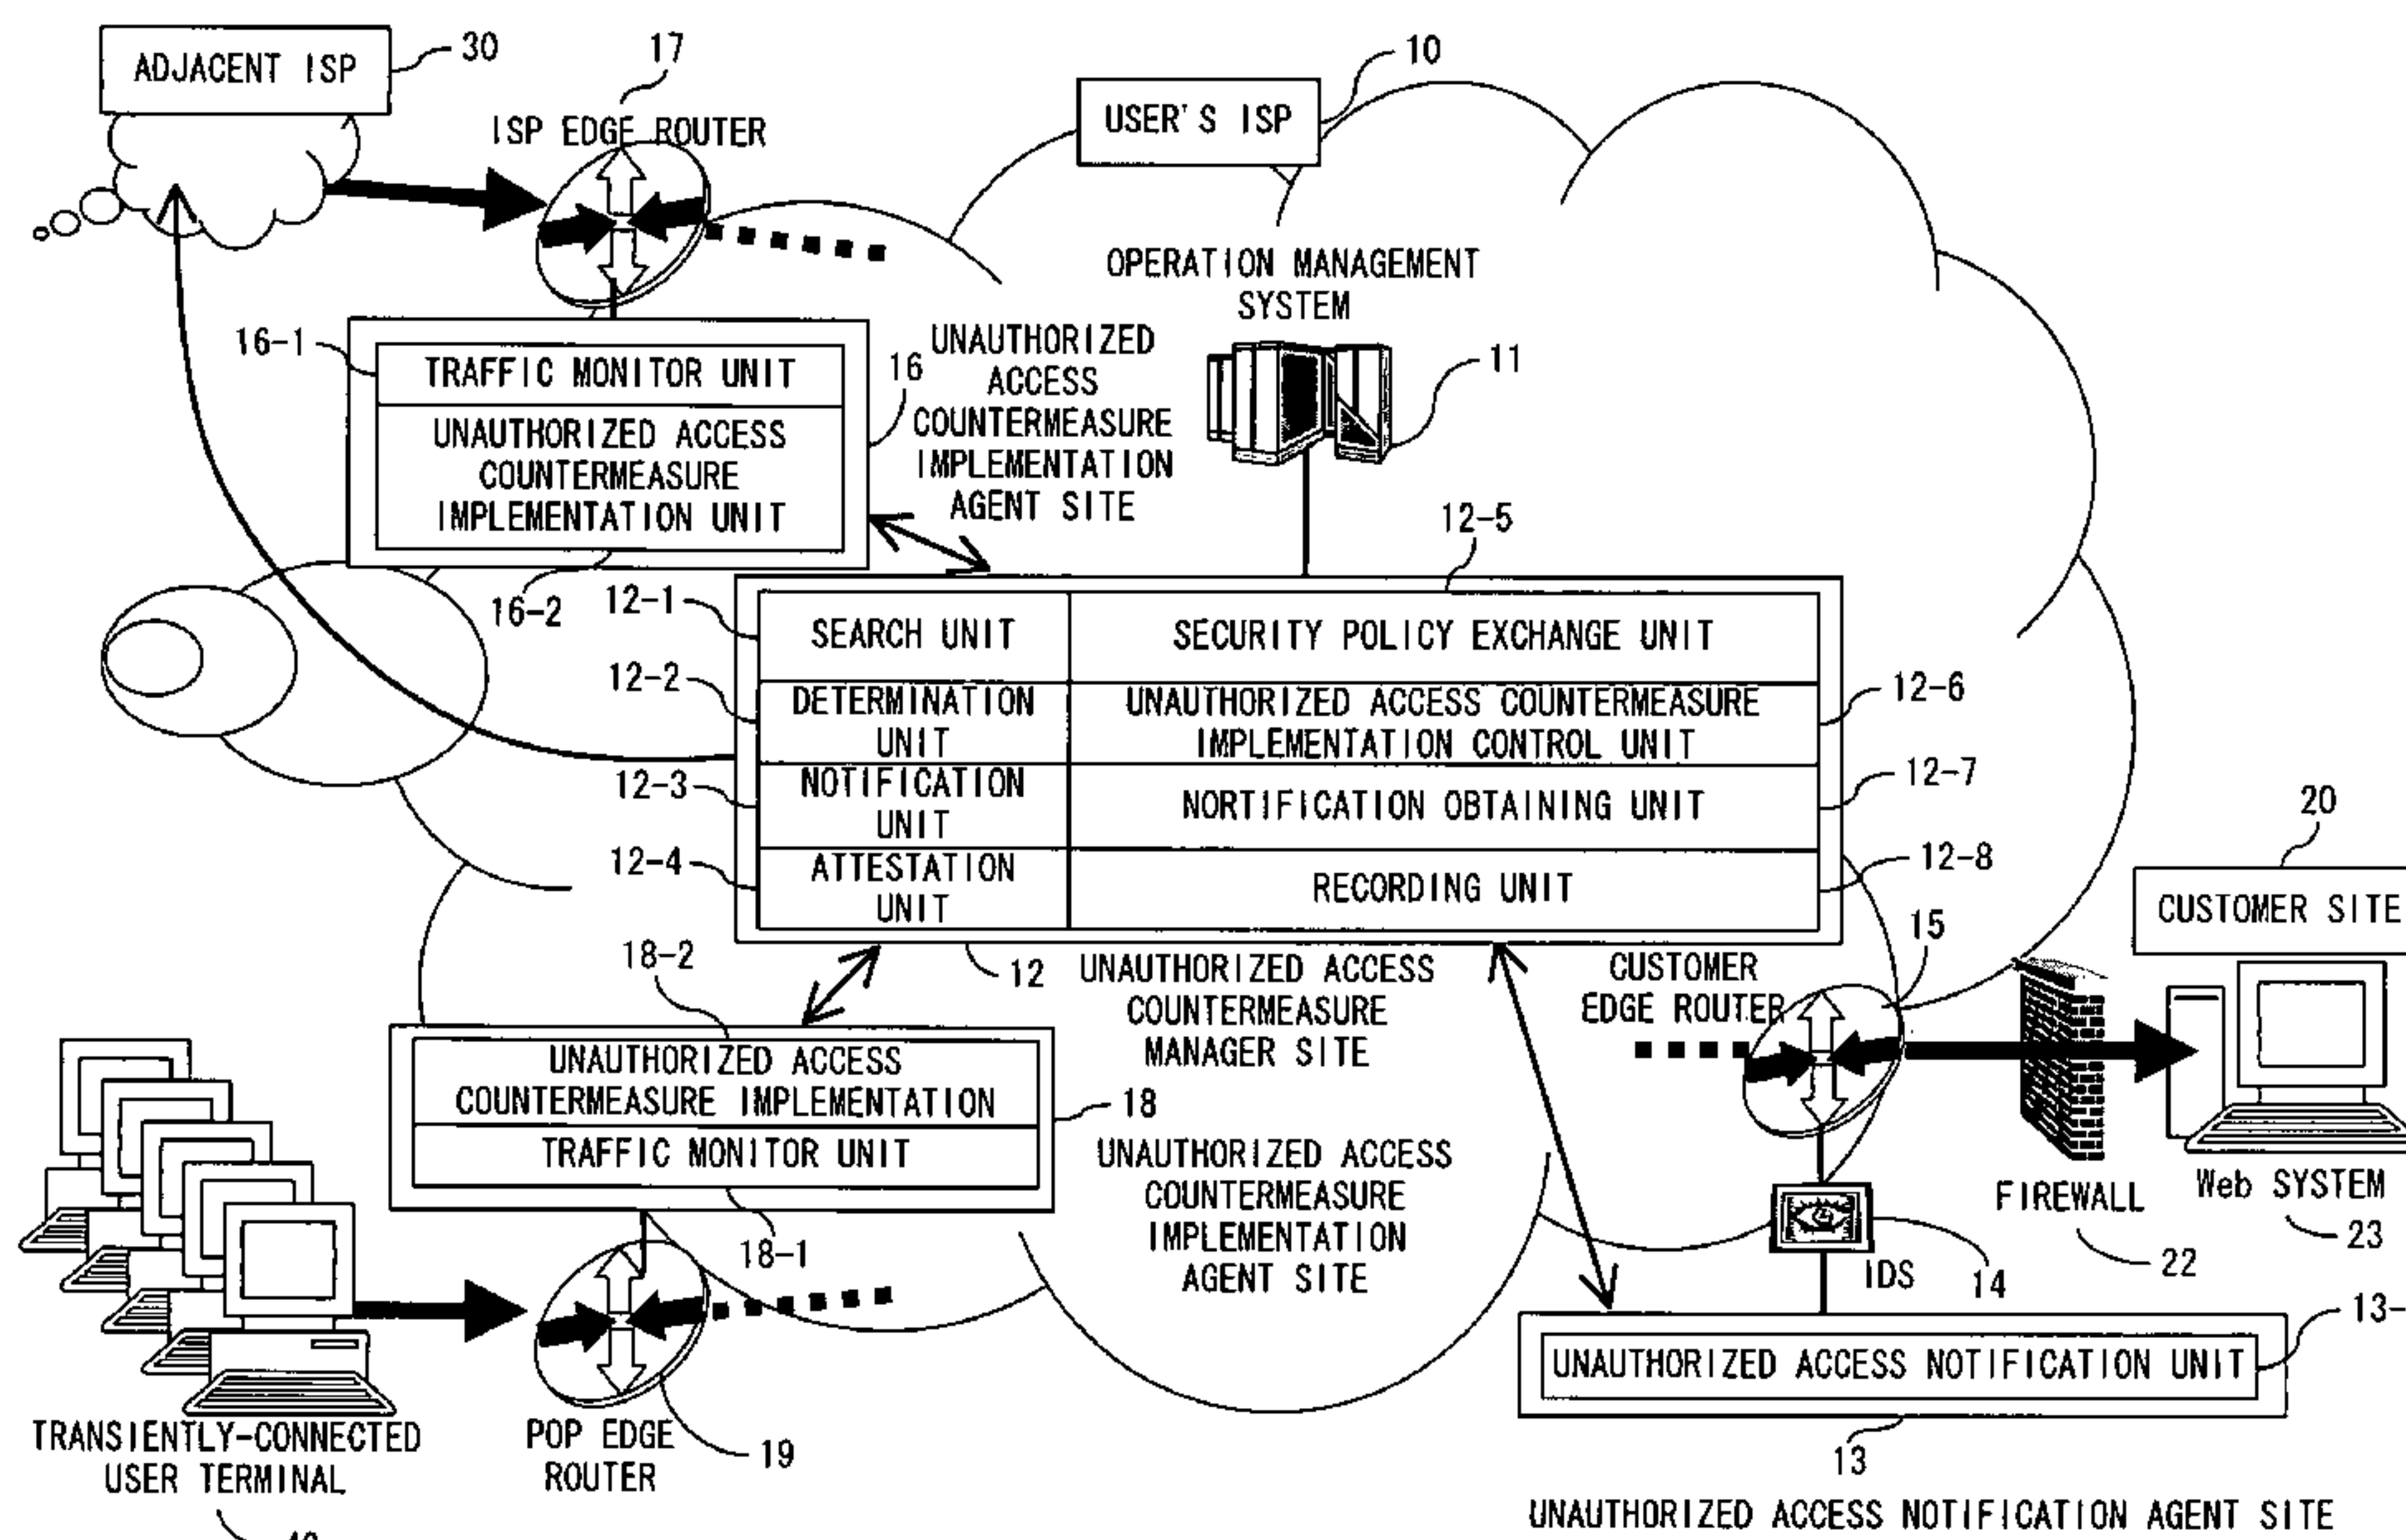 ADJACENT ISP
30
17
ISP EDGE ROUTER
USER'S ISP
10
OPERATION MANAGEMENT
SYSTEM
11
16-1
TRAFFIC MONITOR UNIT
UNAUTHORIZED ACCESS
COUNTERMEASURE
IMPLEMENTATION UNIT
16-2
16
UNAUTHORIZED
ACCESS
COUNTERMEASURE
IMPLEMENTATION
AGENT SITE
12-5
12-1
SEARCH UNIT
SECURITY POLICY EXCHANGE UNIT
12-2
DETERMINATION
UNIT
UNAUTHORIZED ACCESS COUNTERMEASURE
IMPLEMENTATION CONTROL UNIT
12-6
12-3
NOTIFICATION
UNIT
NORTIFICATION OBTAINING UNIT
12-7
12-4
ATTESTATION
UNIT
RECORDING UNIT
12-8
12
UNAUTHORIZED ACCESS
COUNTERMEASURE
MANAGER SITE
20
CUSTOMER SITE
15
CUSTOMER
EDGE ROUTER
18-2
UNAUTHORIZED ACCESS
COUNTERMEASURE IMPLEMENTATION
TRAFFIC MONITOR UNIT
18
18-1
UNAUTHORIZED ACCESS
COUNTERMEASURE
IMPLEMENTATION
AGENT SITE
FIREWALL
22
Web SYSTEM
23
IDS
14
13-
UNAUTHORIZED ACCESS NOTIFICATION UNIT
13
UNAUTHORIZED ACCESS NOTIFICATION AGENT SITE
TRANSIENTLY-CONNECTED
USER TERMINAL
POP EDGE
ROUTER
19